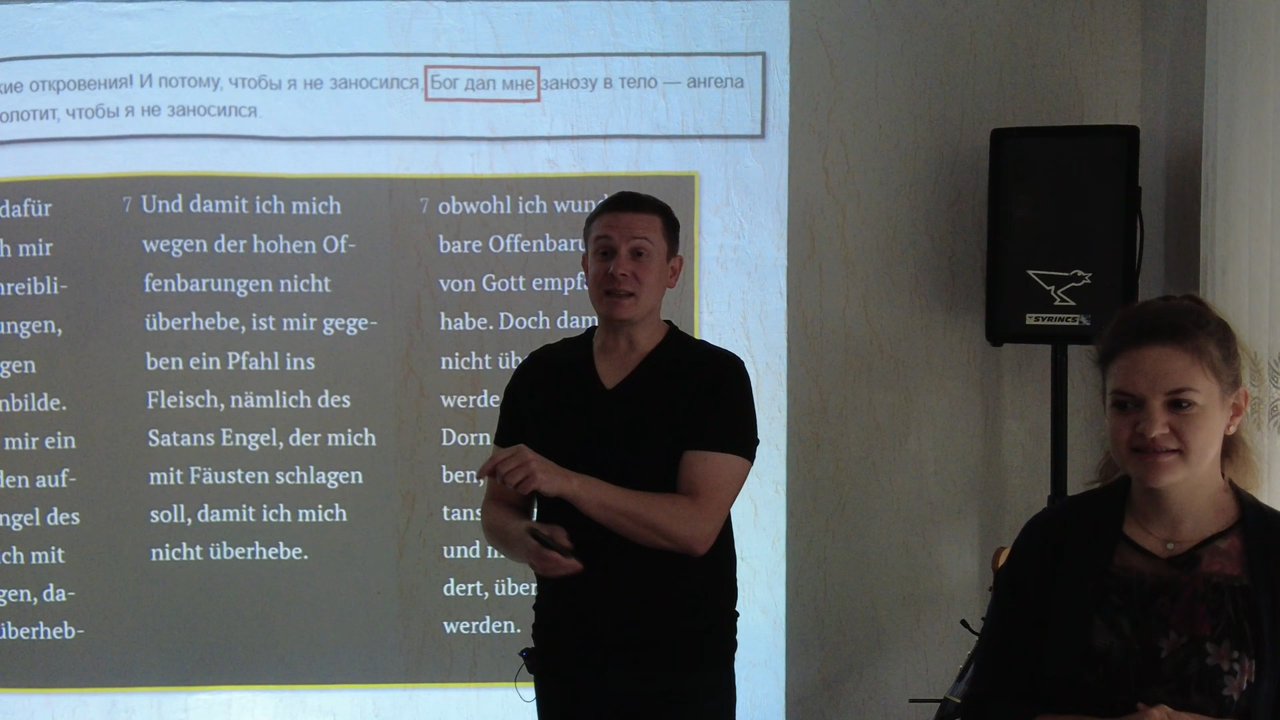 кие откровения! И потому, чтобы я не заносился, Бог дал мне занозу в тело — ангела
олотит, чтобы я не заносился.
dafür
h mir
hreibli-
ungen,
gen
nbilde.
mir ein
den auf-
ngel des
ich mit
gen, da-
überheb-
7 Und damit ich mich
wegen der hohen Of-
fenbarungen nicht
überhebe, ist mir gege-
ben ein Pfahl ins
Fleisch, nämlich des
Satans Engel, der mich
mit Fäusten schlagen
soll, damit ich mich
nicht überhebe.
7 obwohl ich wund
bare Offenbaru
von Gott empf
habe. Doch dam
nicht üb
werde
Dorn
ben,
tans
und m
dert, über
werden.
SYRINCS